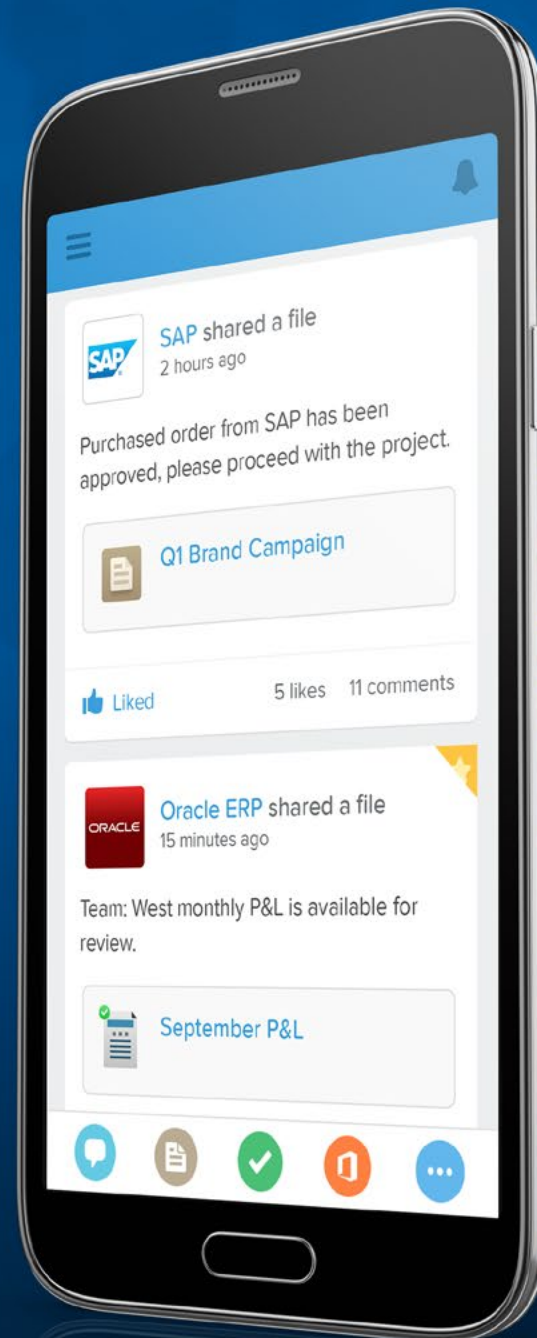 SAP
SAP shared a file
2 hours ago
Purchased order from SAP has been
approved, please proceed with the project.
Q1 Brand Campaign
Liked
5 likes 11 comments
ORACLE
Oracle ERP shared a file
15 minutes ago
Team: West monthly P&L is available for
review.
September P&L